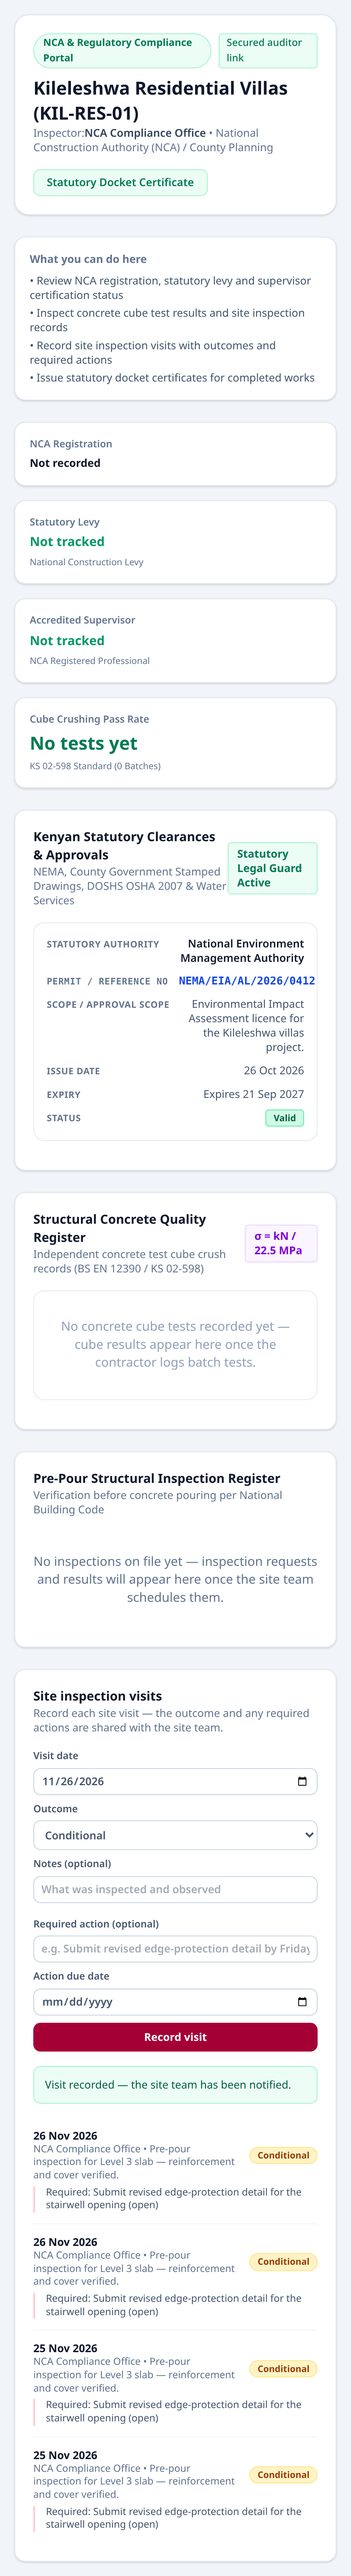 NCA & Regulatory Compliance
Portal
Secured auditor
link
Kileleshwa Residential Villas
(KIL-RES-01)
Inspector:NCA Compliance Office • National
Construction Authority (NCA) / County Planning
Statutory Docket Certificate
What you can do here
• Review NCA registration, statutory levy and supervisor
certification status
• Inspect concrete cube test results and site inspection
records
• Record site inspection visits with outcomes and
required actions
• Issue statutory docket certificates for completed works
NCA Registration
Not recorded
Statutory Levy
Not tracked
National Construction Levy
Accredited Supervisor
Not tracked
NCA Registered Professional
Cube Crushing Pass Rate
No tests yet
KS 02-598 Standard (0 Batches)
Kenyan Statutory Clearances
& Approvals
NEMA, County Government Stamped
Drawings, DOSHS OSHA 2007 & Water
Services
Statutory
Legal Guard
Active
STATUTORY AUTHORITY
National Environment
Management Authority
PERMIT / REFERENCE NO
NEMA/EIA/AL/2026/0412
SCOPE / APPROVAL SCOPE
Environmental Impact
Assessment licence for
the Kileleshwa villas
project.
ISSUE DATE
26 Oct 2026
EXPIRY
Expires 21 Sep 2027
STATUS
Valid
Structural Concrete Quality
Register
Independent concrete test cube crush
records (BS EN 12390 / KS 02-598)
σ = kN /
22.5 MPa
No concrete cube tests recorded yet —
cube results appear here once the
contractor logs batch tests.
Pre-Pour Structural Inspection Register
Verification before concrete pouring per National
Building Code
No inspections on file yet — inspection requests
and results will appear here once the site team
schedules them.
Site inspection visits
Record each site visit — the outcome and any required
actions are shared with the site team.
Visit date
11/26/2026
Outcome
Conditional
Notes (optional)
What was inspected and observed
Required action (optional)
e.g. Submit revised edge-protection detail by Friday
Action due date
mm/dd/yyyy
Record visit
Visit recorded — the site team has been notified.
26 Nov 2026
NCA Compliance Office • Pre-pour
inspection for Level 3 slab — reinforcement
and cover verified.
Conditional
Required: Submit revised edge-protection detail for the
stairwell opening (open)
26 Nov 2026
NCA Compliance Office • Pre-pour
inspection for Level 3 slab — reinforcement
and cover verified.
Conditional
Required: Submit revised edge-protection detail for the
stairwell opening (open)
25 Nov 2026
NCA Compliance Office • Pre-pour
inspection for Level 3 slab — reinforcement
and cover verified.
Conditional
Required: Submit revised edge-protection detail for the
stairwell opening (open)
25 Nov 2026
NCA Compliance Office • Pre-pour
inspection for Level 3 slab — reinforcement
and cover verified.
Conditional
Required: Submit revised edge-protection detail for the
stairwell opening (open)